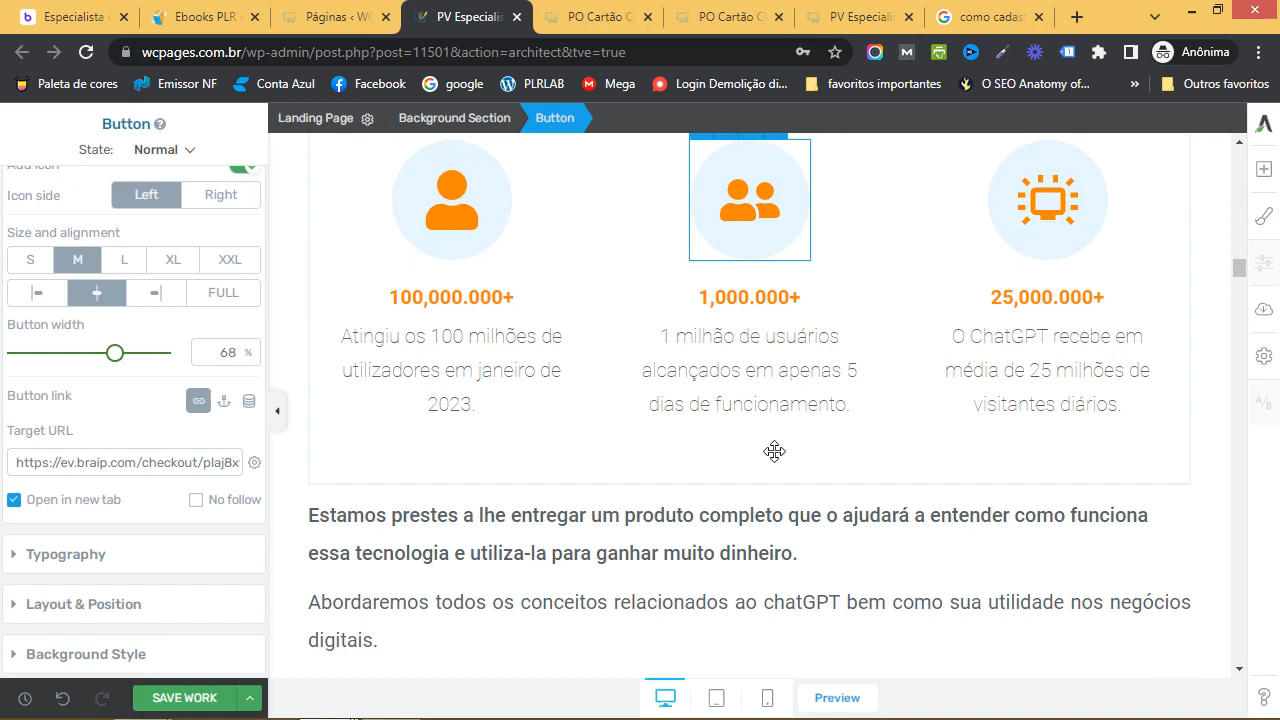 Especialista e
Ebooks PLR
Páginas ‹ WC
PV Especialis
PO Cartão C
PO Cartão C
PV Especialis
como cadas
wcpages.com.br/wp-admin/post.php?post=11501&action=architect&tve=true
Anônima
Paleta de cores
Emissor NF
Conta Azul
Facebook
google
PLRLAB
Mega
Login Demolição di...
favoritos importantes
O SEO Anatomy of...
»
Outros favoritos
Button
State: Normal
Landing Page
Background Section
Button
Add icon
Icon side Left Right
Size and alignment
S M L XL XXL
FULL
Button width
68 %
Button link
Target URL
https://ev.braip.com/checkout/plaj8x
Open in new tab No follow
Typography
Layout & Position
Background Style
SAVE WORK
100,000.000+
Atingiu os 100 milhões de
utilizadores em janeiro de
2023.
1,000.000+
1 milhão de usuários
alcançados em apenas 5
dias de funcionamento.
25,000.000+
O ChatGPT recebe em
média de 25 milhões de
visitantes diários.
Estamos prestes a lhe entregar um produto completo que o ajudará a entender como funciona
essa tecnologia e utiliza-la para ganhar muito dinheiro.
Abordaremos todos os conceitos relacionados ao chatGPT bem como sua utilidade nos negócios
digitais.
Preview
A/B